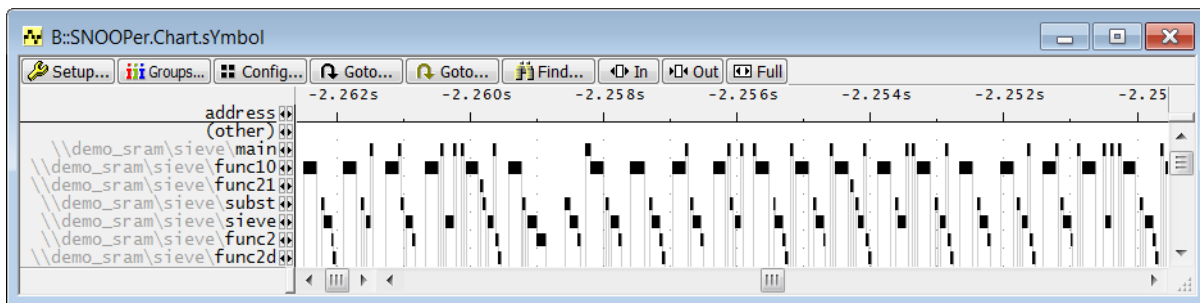 B::SNOOPer.Chart.sYmbol
Setup... Groups... Config... Goto... Goto... Find... In Out Full
-2.262s -2.260s -2.258s -2.256s -2.254s -2.252s -2.25
address
(other)
\\demo_sram\sieve\main
\\demo_sram\sieve\func10
\\demo_sram\sieve\func21
\\demo_sram\sieve\subst
\\demo_sram\sieve\sieve
\\demo_sram\sieve\func2
\\demo_sram\sieve\func2d